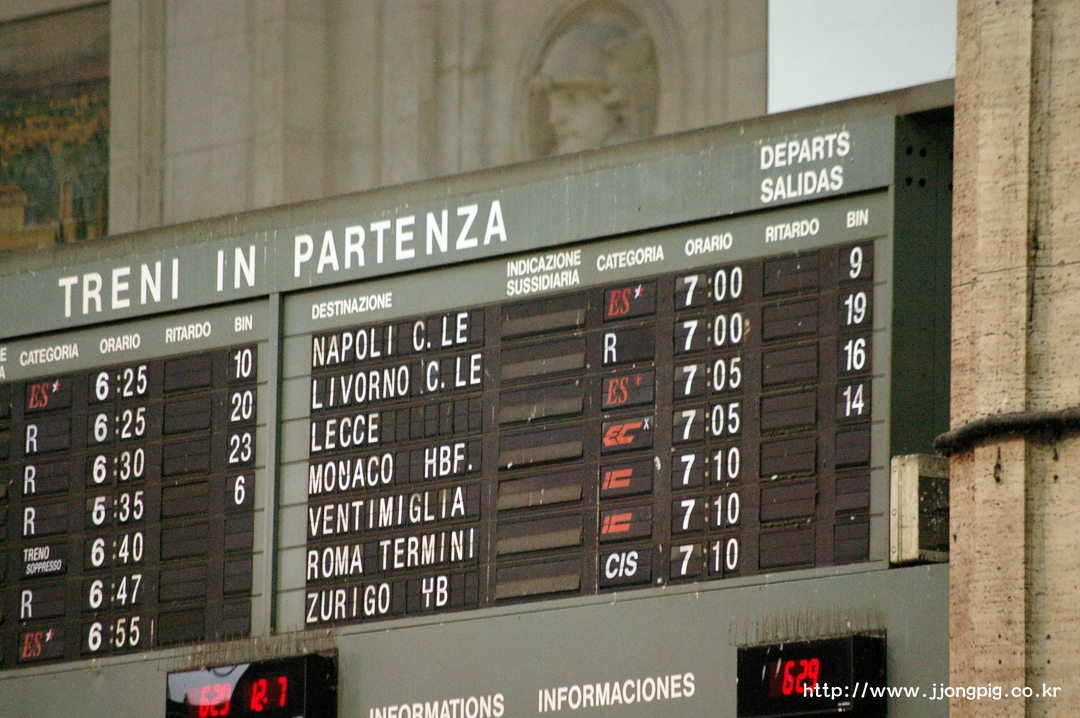 DEPARTS
SALIDAS
TRENI IN PARTENZA
CATEGORIA ORARIO RITARDO BIN
ES* 6:25 10
R 6:25 20
R 6:30 23
R 6:35 6
TRENO SOPPRESSO 6:40
R 6:47
ES* 6:55
DESTINAZIONE INDICAZIONE SUSSIDIARIA CATEGORIA ORARIO RITARDO BIN
NAPOLI C.LE ES* 7:00 9
LIVORNO C.LE R 7:00 19
LECCE ES* 7:05 16
MONACO HBF. EC x 7:05 14
VENTIMIGLIA IC 7:10
ROMA TERMINI IC 7:10
ZURIGO HB CIS 7:10
6:29 12.7
6:29
INFORMATIONS INFORMACIONES
http://www.jjongpig.co.kr